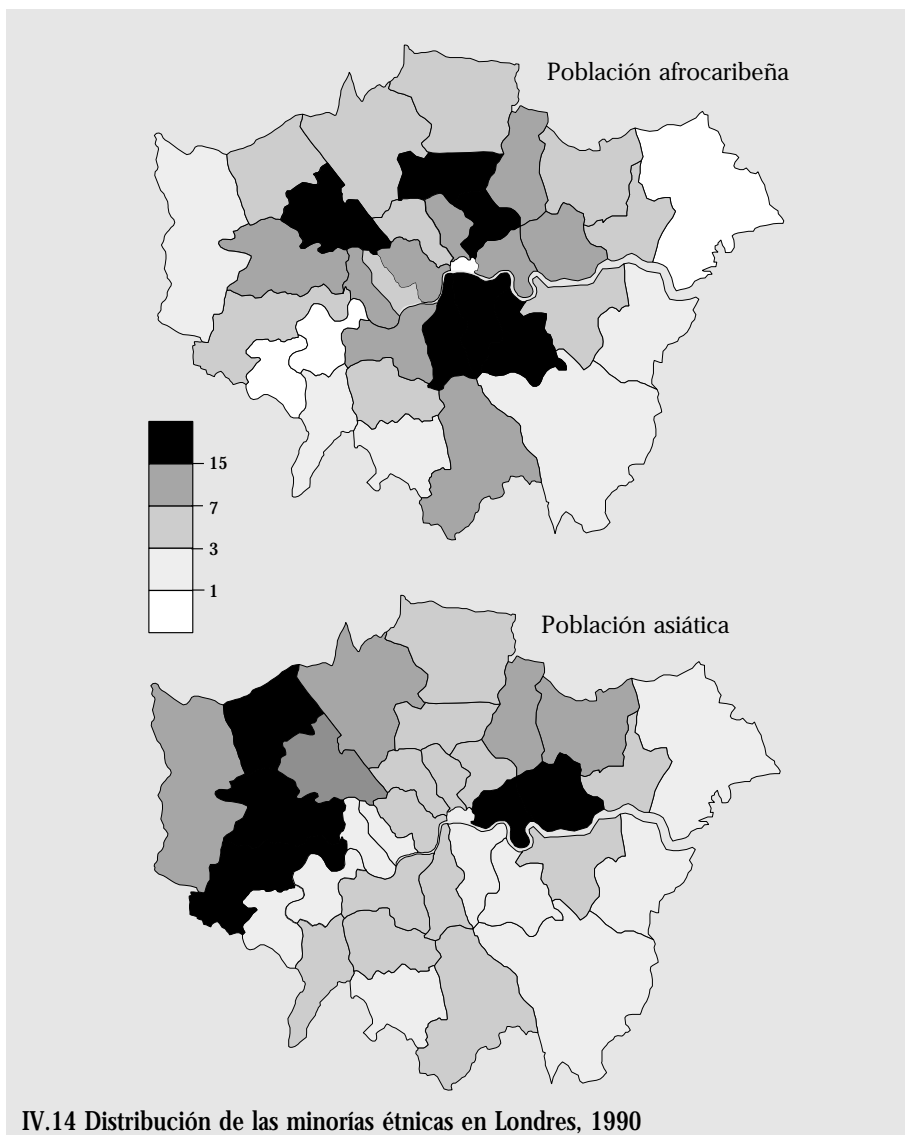 Población afrocaribeña
15
7
3
1
Población asiática
IV.14 Distribución de las minorías étnicas en Londres, 1990